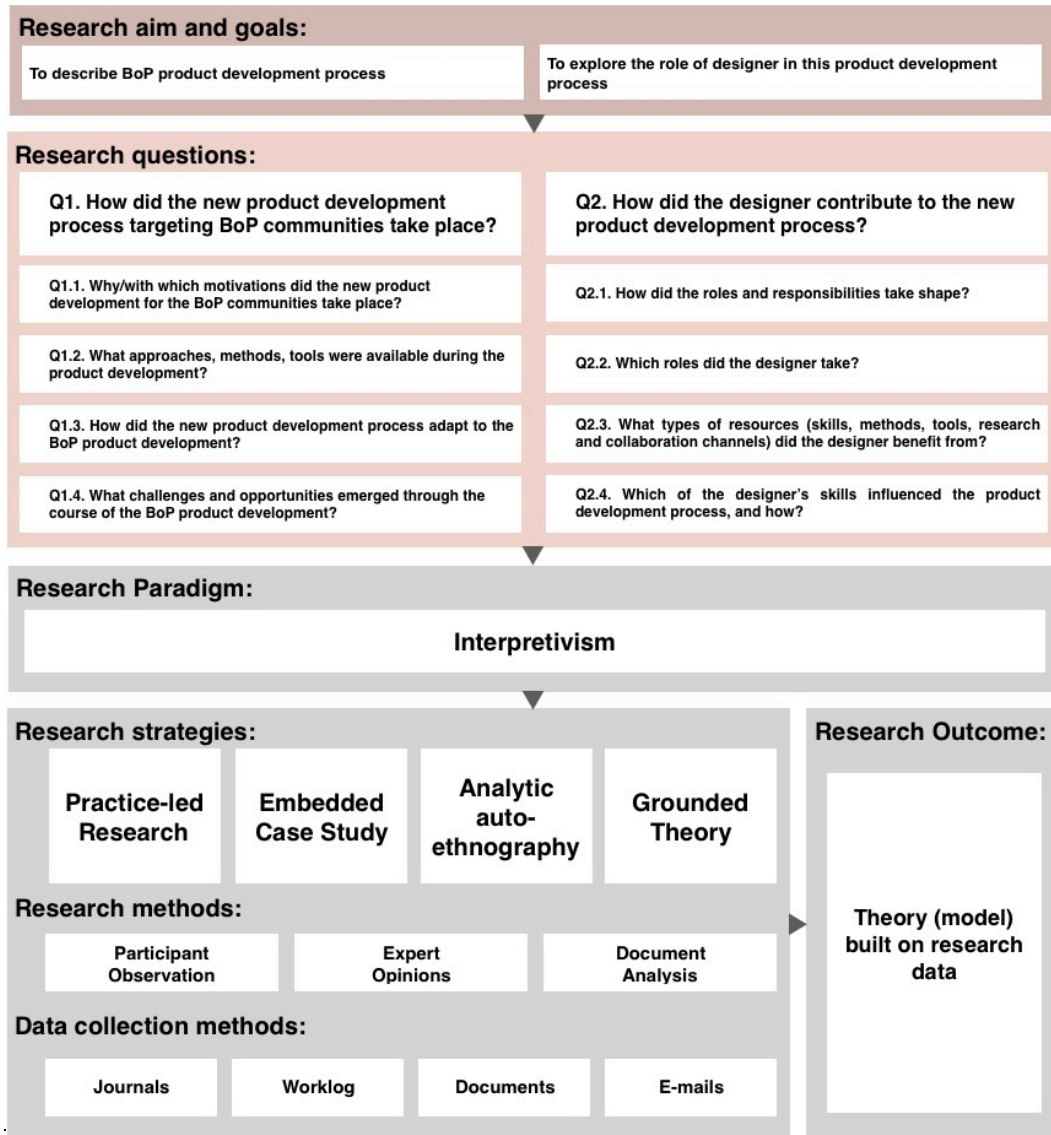 Research aim and goals:
To describe BoP product development process
To explore the role of designer in this product development
process
Research questions:
Q1. How did the new product development
process targeting BoP communities take place?
Q2. How did the designer contribute to the new
product development process?
Q1.1. Why/with which motivations did the new product
development for the BoP communities take place?
Q2.1. How did the roles and responsibilities take shape?
Q1.2. What approaches, methods, tools were available during the
product development?
Q2.2. Which roles did the designer take?
Q1.3. How did the new product development process adapt to the
BoP product development?
Q2.3. What types of resources (skills, methods, tools, research
and collaboration channels) did the designer benefit from?
Q1.4. What challenges and opportunities emerged through the
course of the BoP product development?
Q2.4. Which of the designer's skills influenced the product
development process, and how?
Research Paradigm:
Interpretivism
Research strategies:
Practice-led
Research
Embedded
Case Study
Analytic
auto-
ethnography
Grounded
Theory
Research methods:
Participant
Observation
Expert
Opinions
Document
Analysis
Data collection methods:
Journals
Worklog
Documents
E-mails
Research Outcome:
Theory (model)
built on research
data